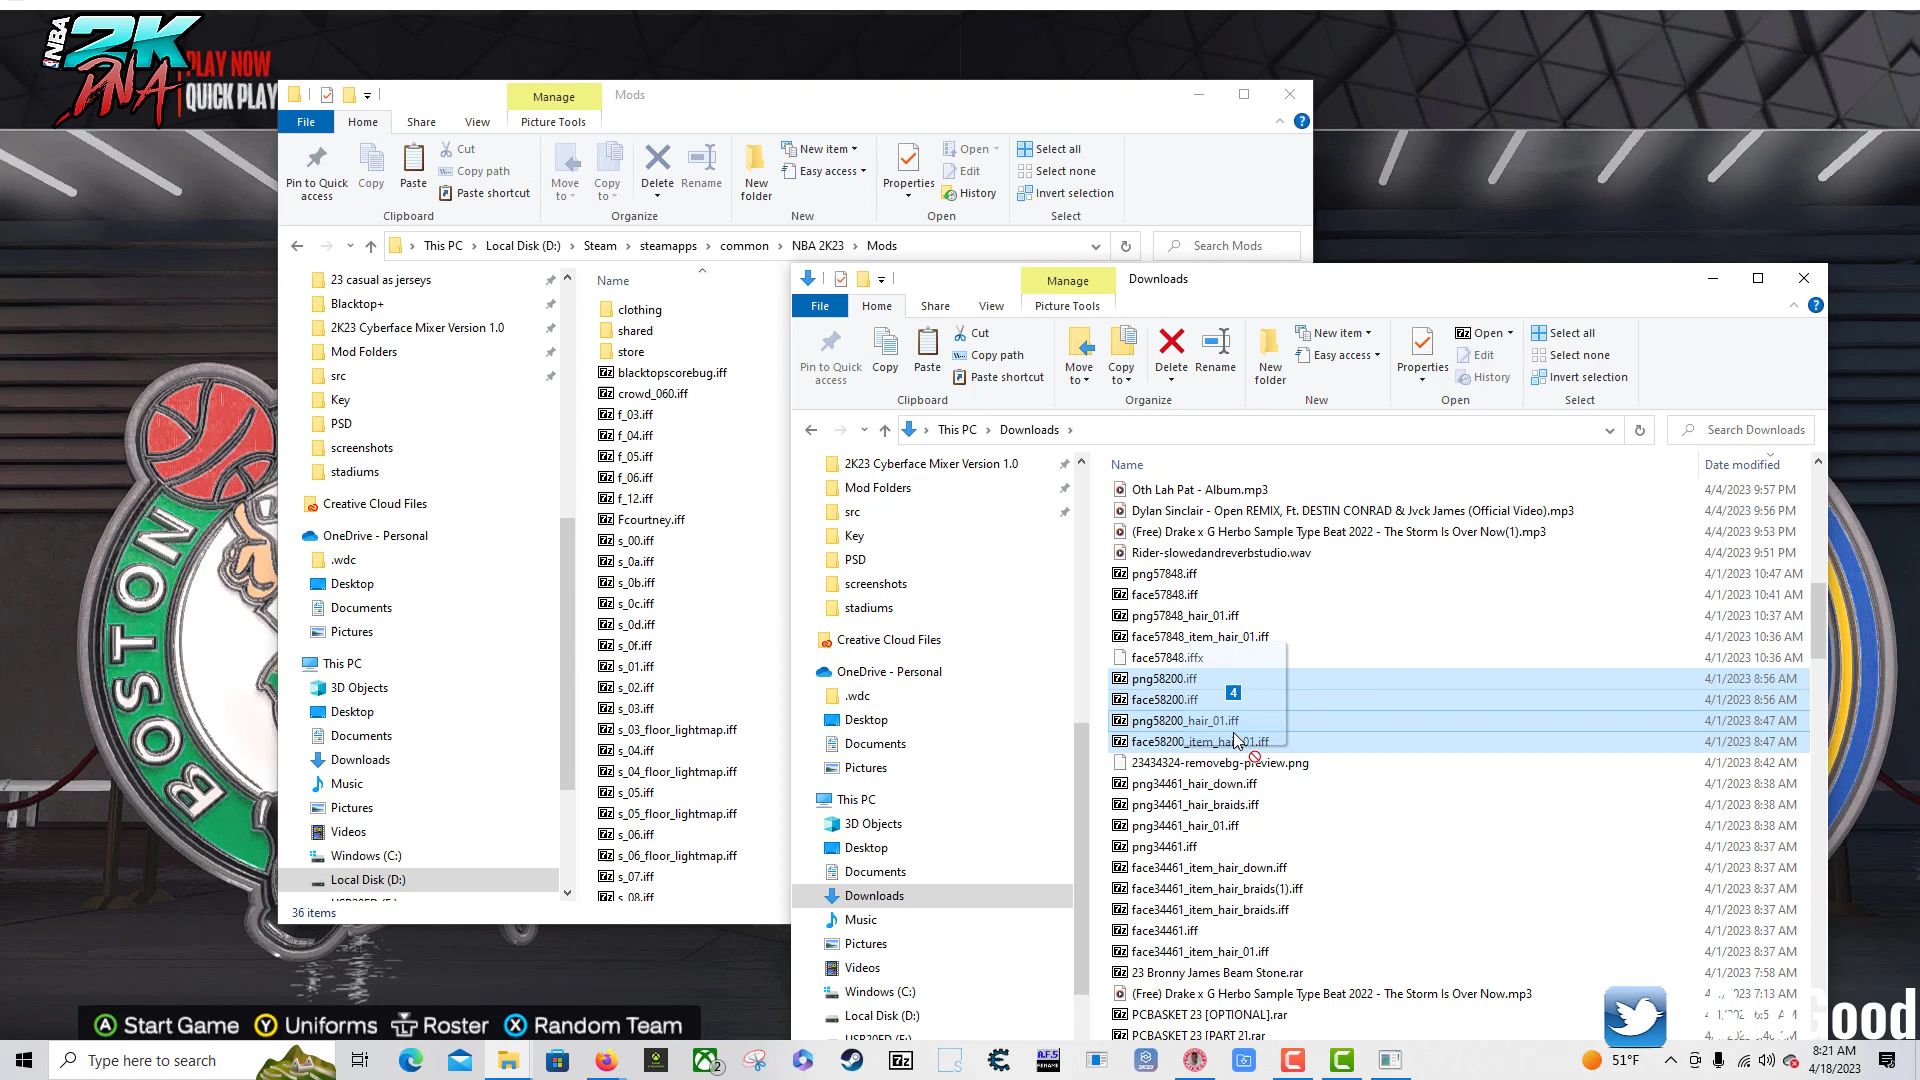 NBA
2K
DNA
PLAY NOW
QUICK PLAY
Manage
Mods
File
Home
Share
View
Picture Tools
Pin to Quick access
Copy
Paste
Cut
Copy path
Paste shortcut
Move to
Copy to
Delete
Rename
New folder
New item
Easy access
Properties
Open
Edit
History
Select all
Select none
Invert selection
Clipboard
Organize
New
Open
Select
This PC > Local Disk (D:) > Steam > steamapps > common > NBA 2K23 > Mods
Search Mods
23 casual as jerseys
Blacktop+
2K23 Cyberface Mixer Version 1.0
Mod Folders
src
Key
PSD
screenshots
stadiums
Creative Cloud Files
OneDrive - Personal
.wdc
Desktop
Documents
Pictures
This PC
3D Objects
Desktop
Documents
Downloads
Music
Pictures
Videos
Windows (C:)
Local Disk (D:)
36 items
Name
clothing
shared
store
blacktopscorebug.iff
crowd_060.iff
f_03.iff
f_04.iff
f_05.iff
f_06.iff
f_12.iff
Fcourtney.iff
s_00.iff
s_0a.iff
s_0b.iff
s_0c.iff
s_0d.iff
s_0f.iff
s_01.iff
s_02.iff
s_03.iff
s_03_floor_lightmap.iff
s_04.iff
s_04_floor_lightmap.iff
s_05.iff
s_05_floor_lightmap.iff
s_06.iff
s_06_floor_lightmap.iff
s_07.iff
s_08.iff
Manage
Downloads
File
Home
Share
View
Picture Tools
Pin to Quick access
Copy
Paste
Cut
Copy path
Paste shortcut
Move to
Copy to
Delete
Rename
New folder
New item
Easy access
Properties
Open
Edit
History
Select all
Select none
Invert selection
Clipboard
Organize
New
Open
Select
This PC > Downloads >
Search Downloads
2K23 Cyberface Mixer Version 1.0
Mod Folders
src
Key
PSD
screenshots
stadiums
Creative Cloud Files
OneDrive - Personal
.wdc
Desktop
Documents
Pictures
This PC
3D Objects
Desktop
Documents
Downloads
Music
Pictures
Videos
Windows (C:)
Local Disk (D:)
Name Date modified
Oth Lah Pat - Album.mp3 4/4/2023 9:57 PM
Dylan Sinclair - Open REMIX, Ft. DESTIN CONRAD & Jvck James (Official Video).mp3 4/4/2023 9:56 PM
(Free) Drake x G Herbo Sample Type Beat 2022 - The Storm Is Over Now(1).mp3 4/4/2023 9:53 PM
Rider-slowedandreverbstudio.wav 4/4/2023 9:51 PM
png57848.iff 4/1/2023 10:47 AM
face57848.iff 4/1/2023 10:41 AM
png57848_hair_01.iff 4/1/2023 10:37 AM
face57848_item_hair_01.iff 4/1/2023 10:36 AM
face57848.iffx 4/1/2023 10:36 AM
png58200.iff 4/1/2023 8:56 AM
4
face58200.iff 4/1/2023 8:56 AM
png58200_hair_01.iff 4/1/2023 8:47 AM
face58200_item_hair_01.iff 4/1/2023 8:47 AM
23434324-removebg-preview.png 4/1/2023 8:42 AM
png34461_hair_down.iff 4/1/2023 8:38 AM
png34461_hair_braids.iff 4/1/2023 8:38 AM
png34461_hair_01.iff 4/1/2023 8:38 AM
png34461.iff 4/1/2023 8:37 AM
face34461_item_hair_down.iff 4/1/2023 8:37 AM
face34461_item_hair_braids(1).iff 4/1/2023 8:37 AM
face34461_item_hair_braids.iff 4/1/2023 8:37 AM
face34461.iff 4/1/2023 8:37 AM
face34461_item_hair_01.iff 4/1/2023 8:37 AM
23 Bronny James Beam Stone.rar 4/1/2023 7:58 AM
(Free) Drake x G Herbo Sample Type Beat 2022 - The Storm Is Over Now.mp3
PCBASKET 23 [OPTIONAL].rar
PCBASKET 23 [PART 2].rar
BOSTON
A Start Game Y Uniforms Roster X Random Team
ood
Type here to search
2
7z
A.F.S
RENAME
2K23
51°F
8:21 AM
4/18/2023